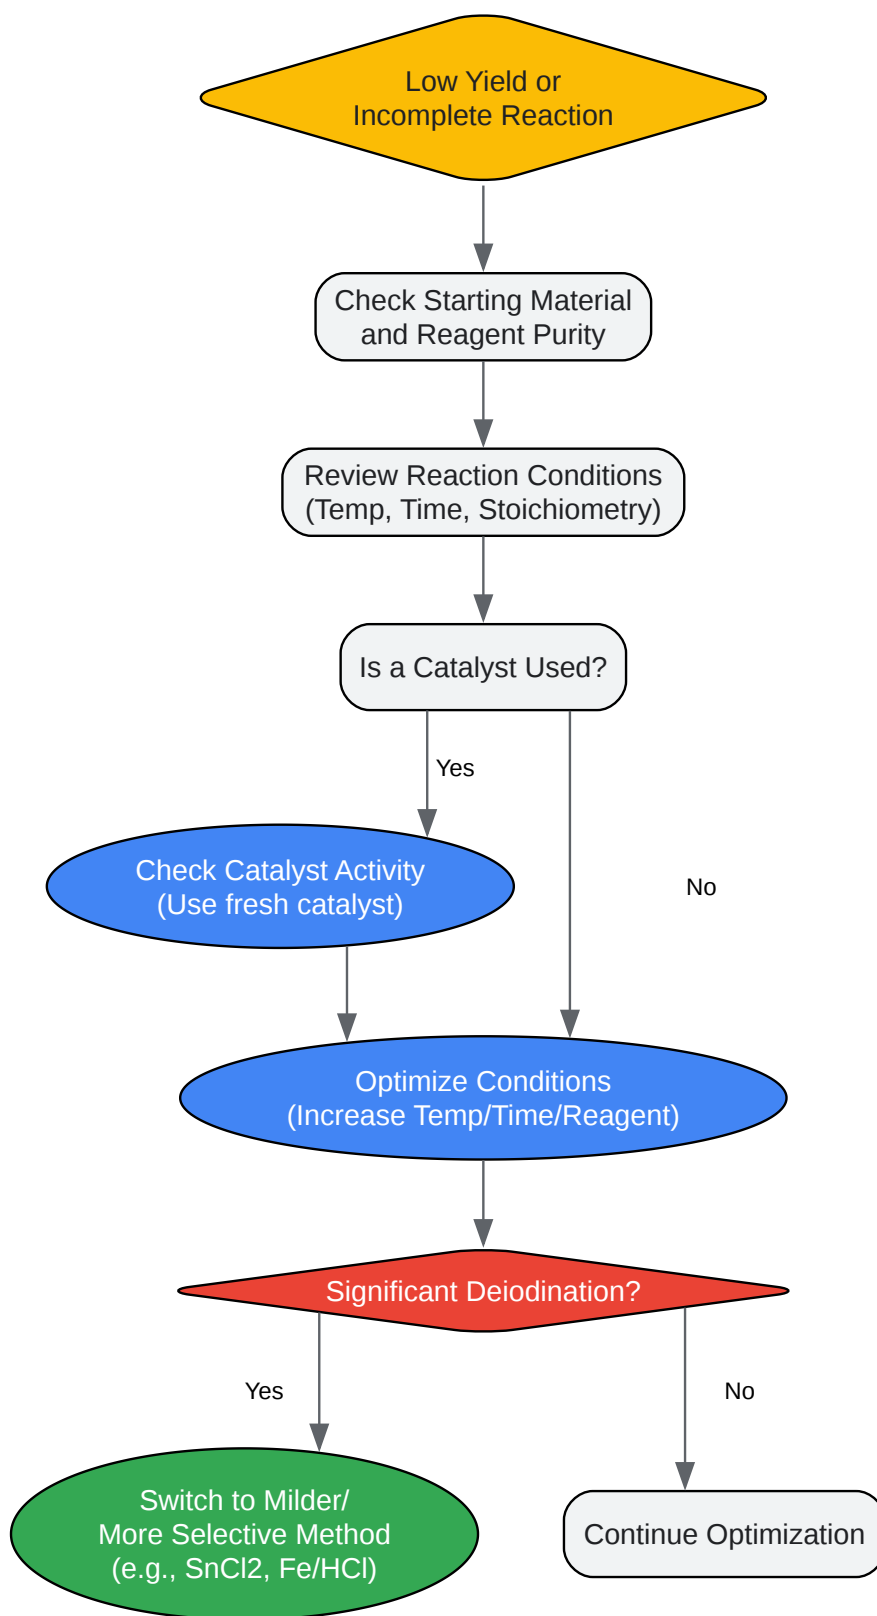 Low Yield or
Incomplete Reaction
Check Starting Material
and Reagent Purity
Review Reaction Conditions
(Temp, Time, Stoichiometry)
Is a Catalyst Used?
Yes
Check Catalyst Activity
(Use fresh catalyst)
No
Optimize Conditions
(Increase Temp/Time/Reagent)
Significant Deiodination?
Yes
No
Switch to Milder/
More Selective Method
(e.g., SnCl2, Fe/HCl)
Continue Optimization